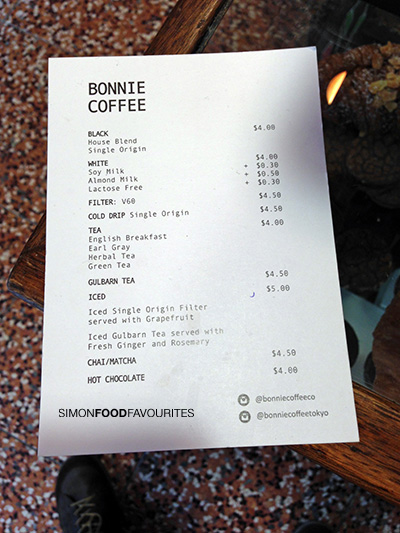 BONNIE
COFFEE
BLACK $4.00
House Blend
Single Origin
WHITE $4.00
Soy Milk + $0.30
Almond Milk + $0.50
Lactose Free + $0.30
FILTER: V60 $4.50
COLD DRIP Single Origin $4.50
TEA $4.00
English Breakfast
Earl Gray
Herbal Tea
Green Tea
GULBARN TEA $4.50
ICED $5.00
Iced Single Origin Filter
served with Grapefruit
Iced Gulbarn Tea served with
Fresh Ginger and Rosemary
CHAI/MATCHA $4.50
HOT CHOCOLATE $4.00
@bonniecoffeeco
@bonniecoffeetokyo
SIMONFOODFAVOURITES